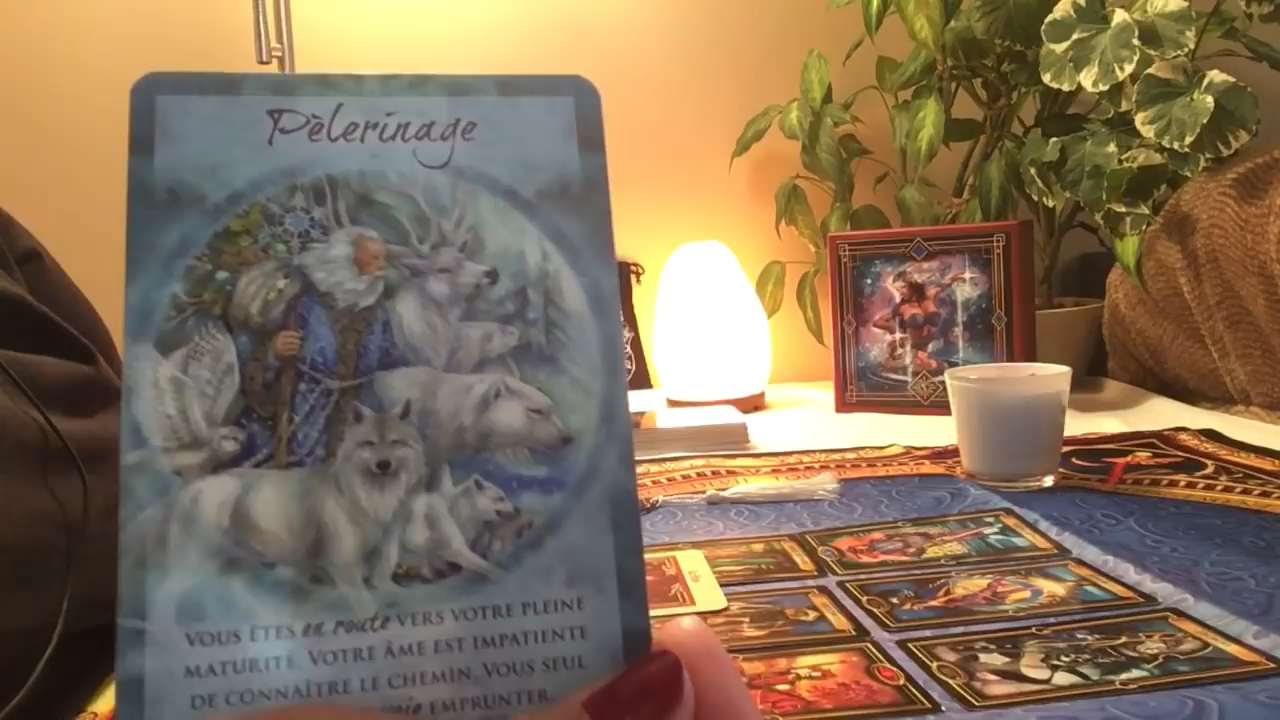 Pèlerinage
VOUS ÊTES en route VERS VOTRE PLEINE
MATURITÉ. VOTRE ÂME EST IMPATIENTE
DE CONNAÎTRE LE CHEMIN. VOUS SEUL
EMPRUNTER.